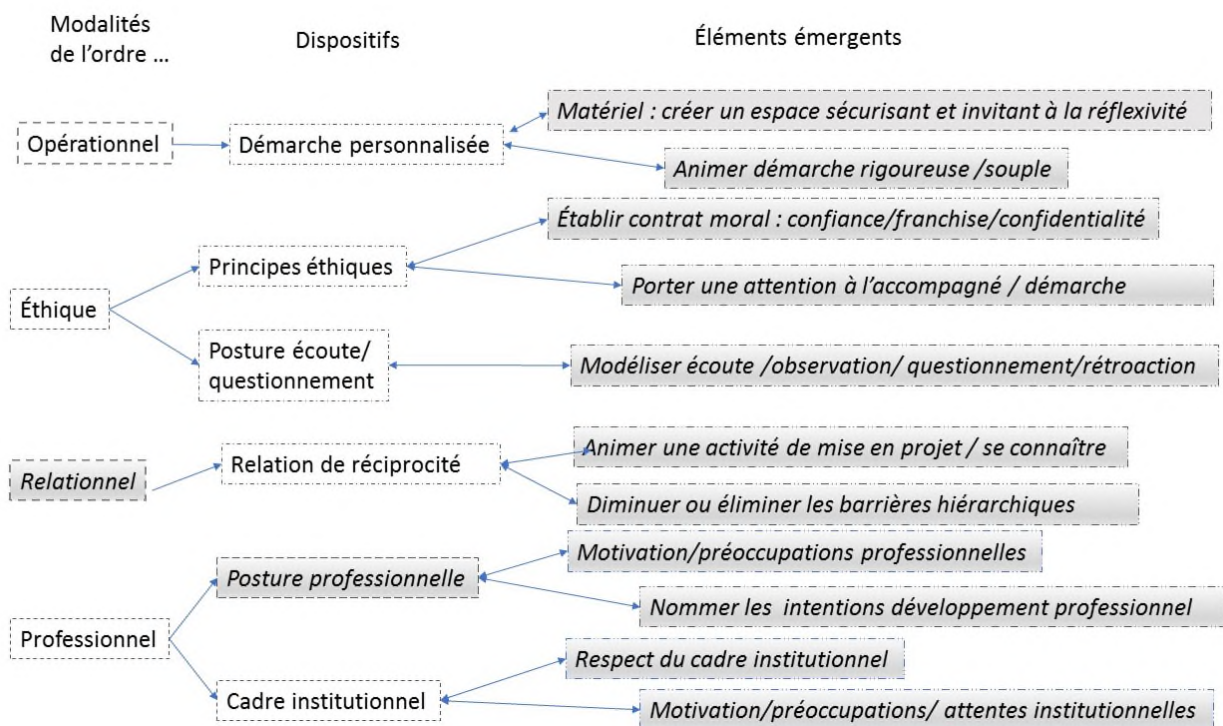 Modalités
de l'ordre ...
Dispositifs
Éléments émergents
Opérationnel
Démarche personnalisée
Matériel : créer un espace sécurisant et invitant à la réflexivité
Animer démarche rigoureuse /souple
Éthique
Principes éthiques
Établir contrat moral : confiance/franchise/confidentialité
Porter une attention à l'accompagné / démarche
Posture écoute/
questionnement
Modéliser écoute /observation/ questionnement/rétroaction
Relationnel
Relation de réciprocité
Animer une activité de mise en projet / se connaître
Diminuer ou éliminer les barrières hiérarchiques
Professionnel
Posture professionnelle
Motivation/préoccupations professionnelles
Nommer les intentions développement professionnel
Cadre institutionnel
Respect du cadre institutionnel
Motivation/préoccupations/ attentes institutionnelles